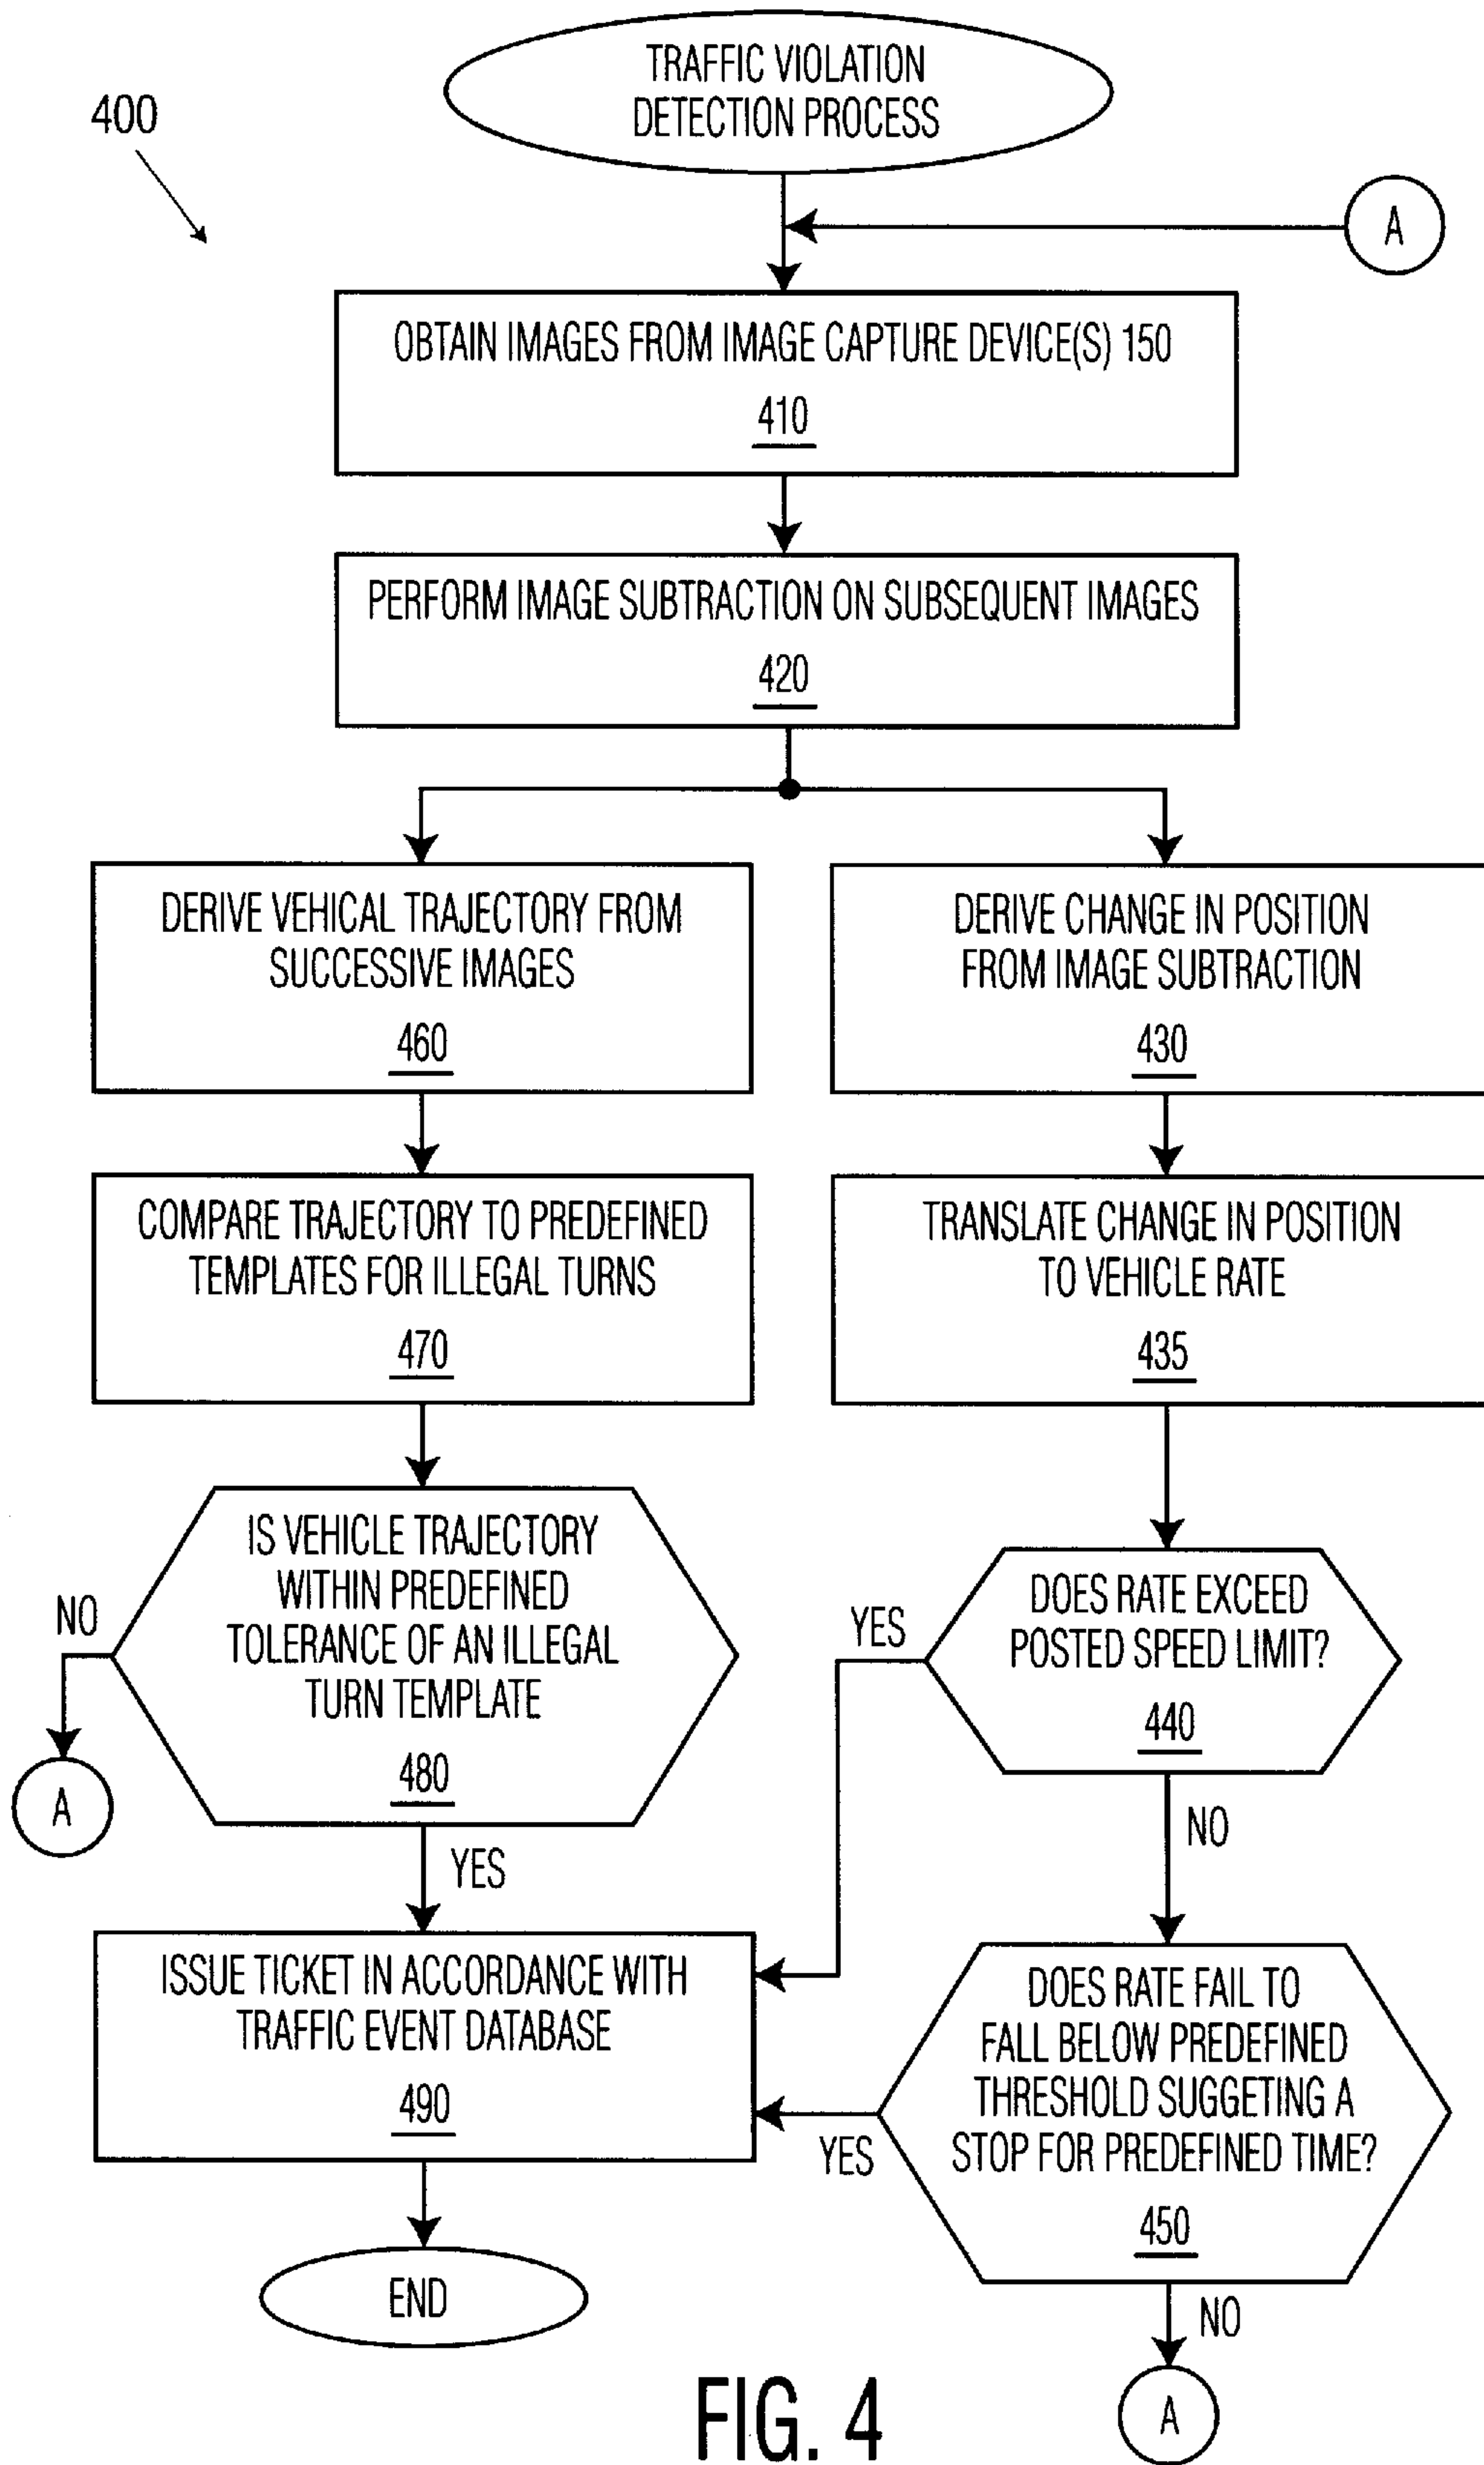 TRAFFIC VIOLATION
DETECTION PROCESS
400
A
OBTAIN IMAGES FROM IMAGE CAPTURE DEVICE(S) 150
410
PERFORM IMAGE SUBTRACTION ON SUBSEQUENT IMAGES
420
DERIVE VEHICAL TRAJECTORY FROM
SUCCESSIVE IMAGES
460
DERIVE CHANGE IN POSITION
FROM IMAGE SUBTRACTION
430
COMPARE TRAJECTORY TO PREDEFINED
TEMPLATES FOR ILLEGAL TURNS
470
TRANSLATE CHANGE IN POSITION
TO VEHICLE RATE
435
IS VEHICLE TRAJECTORY
WITHIN PREDEFINED
TOLERANCE OF AN ILLEGAL
TURN TEMPLATE
480
NO
A
YES
DOES RATE EXCEED
POSTED SPEED LIMIT?
440
YES
NO
ISSUE TICKET IN ACCORDANCE WITH
TRAFFIC EVENT DATABASE
490
DOES RATE FAIL TO
FALL BELOW PREDEFINED
THRESHOLD SUGGETING A
STOP FOR PREDEFINED TIME?
450
YES
NO
END
A
FIG. 4